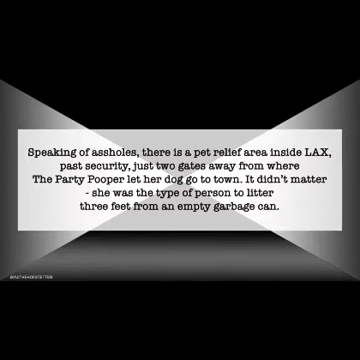 Speaking of assholes, there is a pet relief area inside LAX,
past security, just two gates away from where
The Party Pooper let her dog go to town. It didn't matter
- she was the type of person to litter
three feet from an empty garbage can.